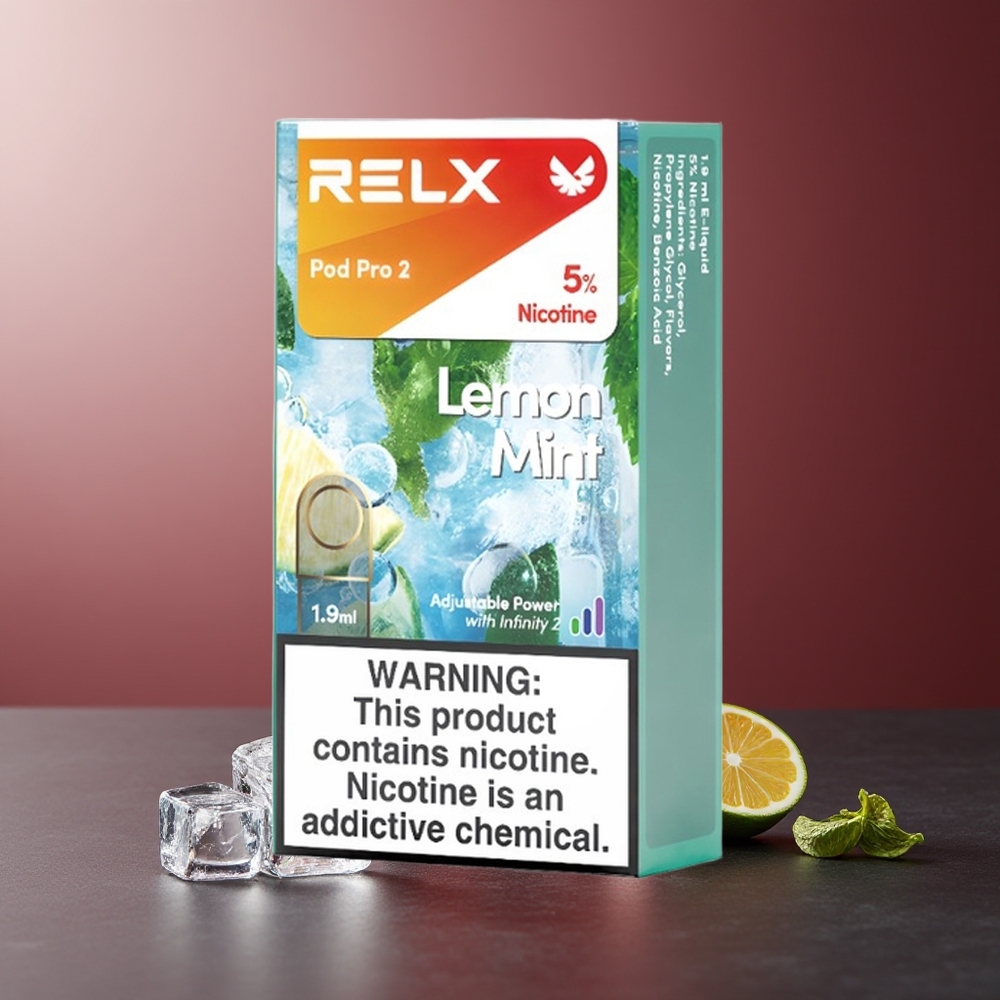 RELX
Pod Pro 2
5%
Nicotine
Lemon
Mint
1.9ml
Adjustable Power
with Infinity 2
WARNING:
This product
contains nicotine.
Nicotine is an
addictive chemical.
1.9 ml E-liquid
5% Nicotine
Ingredients: Glycerol,
Propylene Glycol, Flavors,
Nicotine, Benzoic Acid